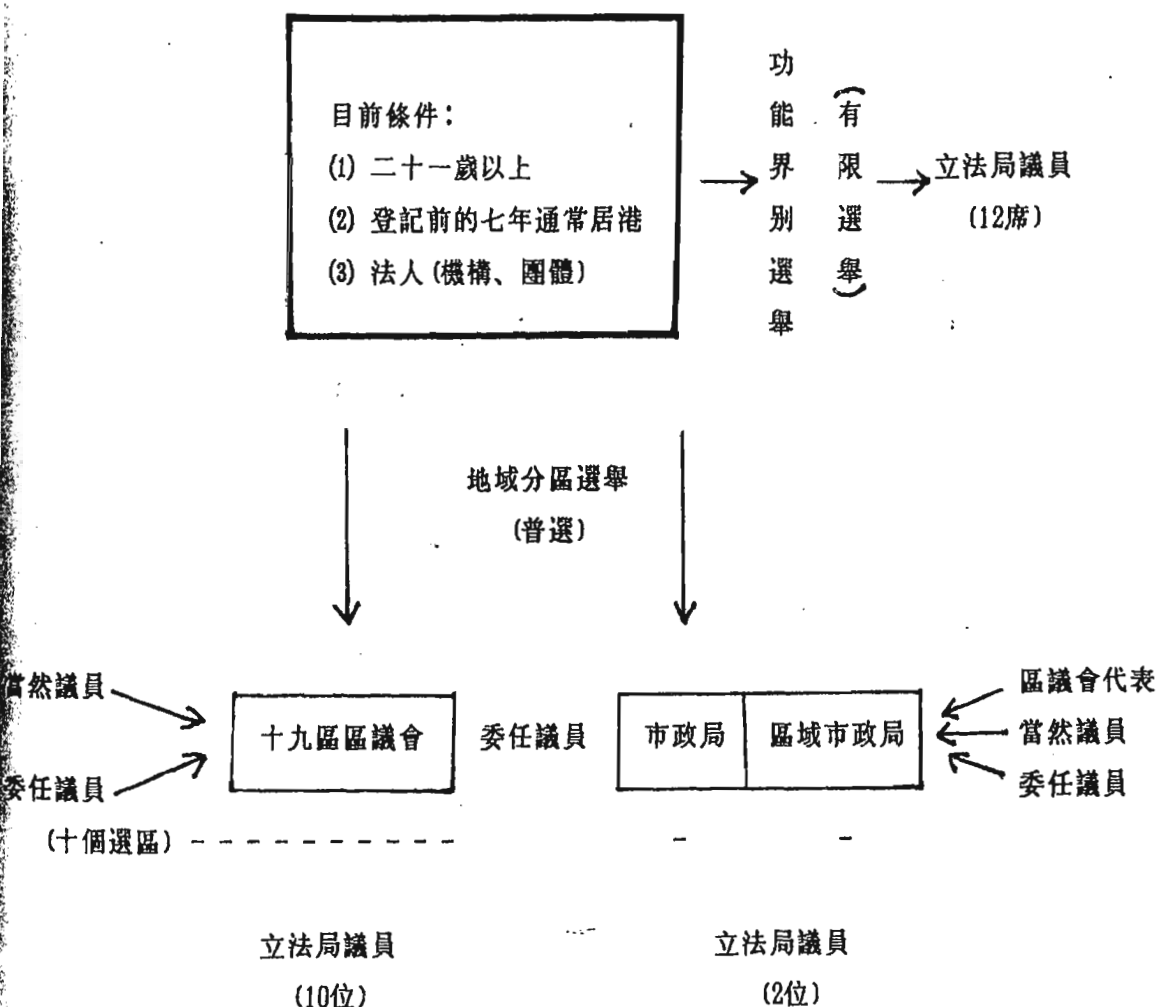 目前條件：
(1) 二十一歲以上
(2) 登記前的七年通常居港
(3) 法人(機構、團體)
功能界別選舉
(有限選舉)
立法局議員
(12席)
地域分區選舉
(普選)
當然議員
委任議員
(十個選區)
十九區區議會
委任議員
市政局
區域市政局
區議會代表
當然議員
委任議員
立法局議員
(10位)
立法局議員
(2位)